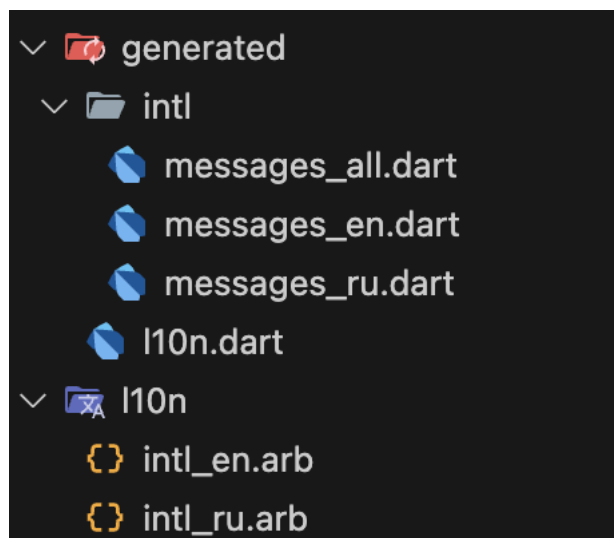 generated
intl
messages_all.dart
messages_en.dart
messages_ru.dart
l10n.dart
l10n
{} intl_en.arb
{} intl_ru.arb